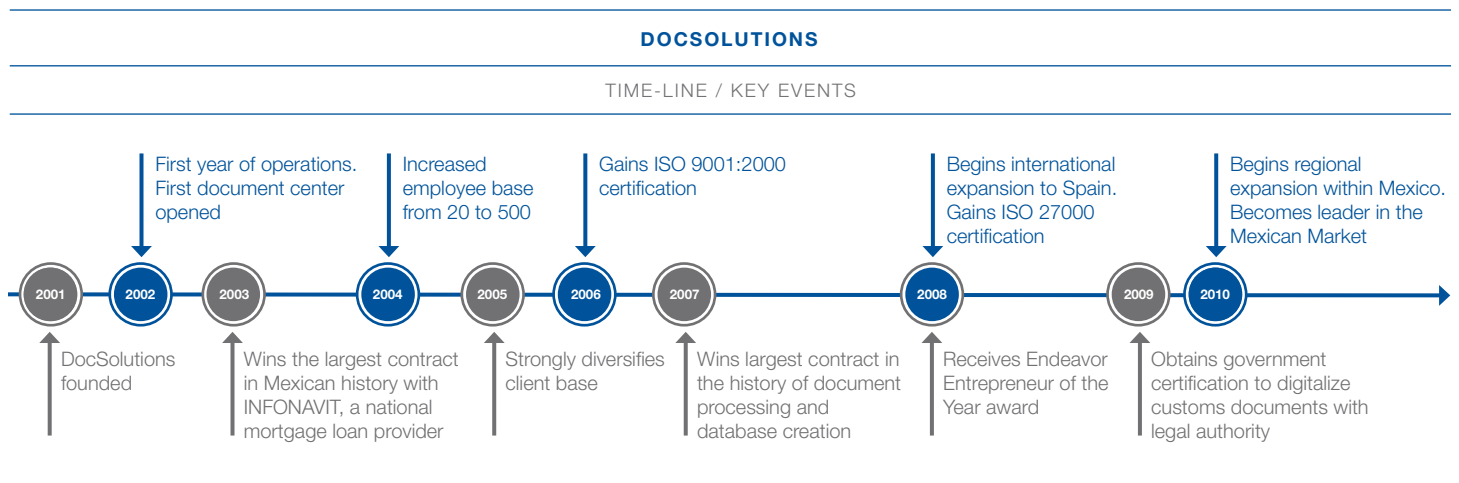 DOCSOLUTIONS
TIME-LINE / KEY EVENTS
First year of operations.
First document center
opened
Increased
employee base
from 20 to 500
Gains ISO 9001:2000
certification
Begins international
expansion to Spain.
Gains ISO 27000
certification
Begins regional
expansion within Mexico.
Becomes leader in the
Mexican Market
2001
2002
2003
2004
2005
2006
2007
2008
2009
2010
DocSolutions
founded
Wins the largest contract
in Mexican history with
INFONAVIT, a national
mortgage loan provider
Strongly diversifies
client base
Wins largest contract in
the history of document
processing and
database creation
Receives Endeavor
Entrepreneur of the
Year award
Obtains government
certification to digitalize
customs documents with
legal authority